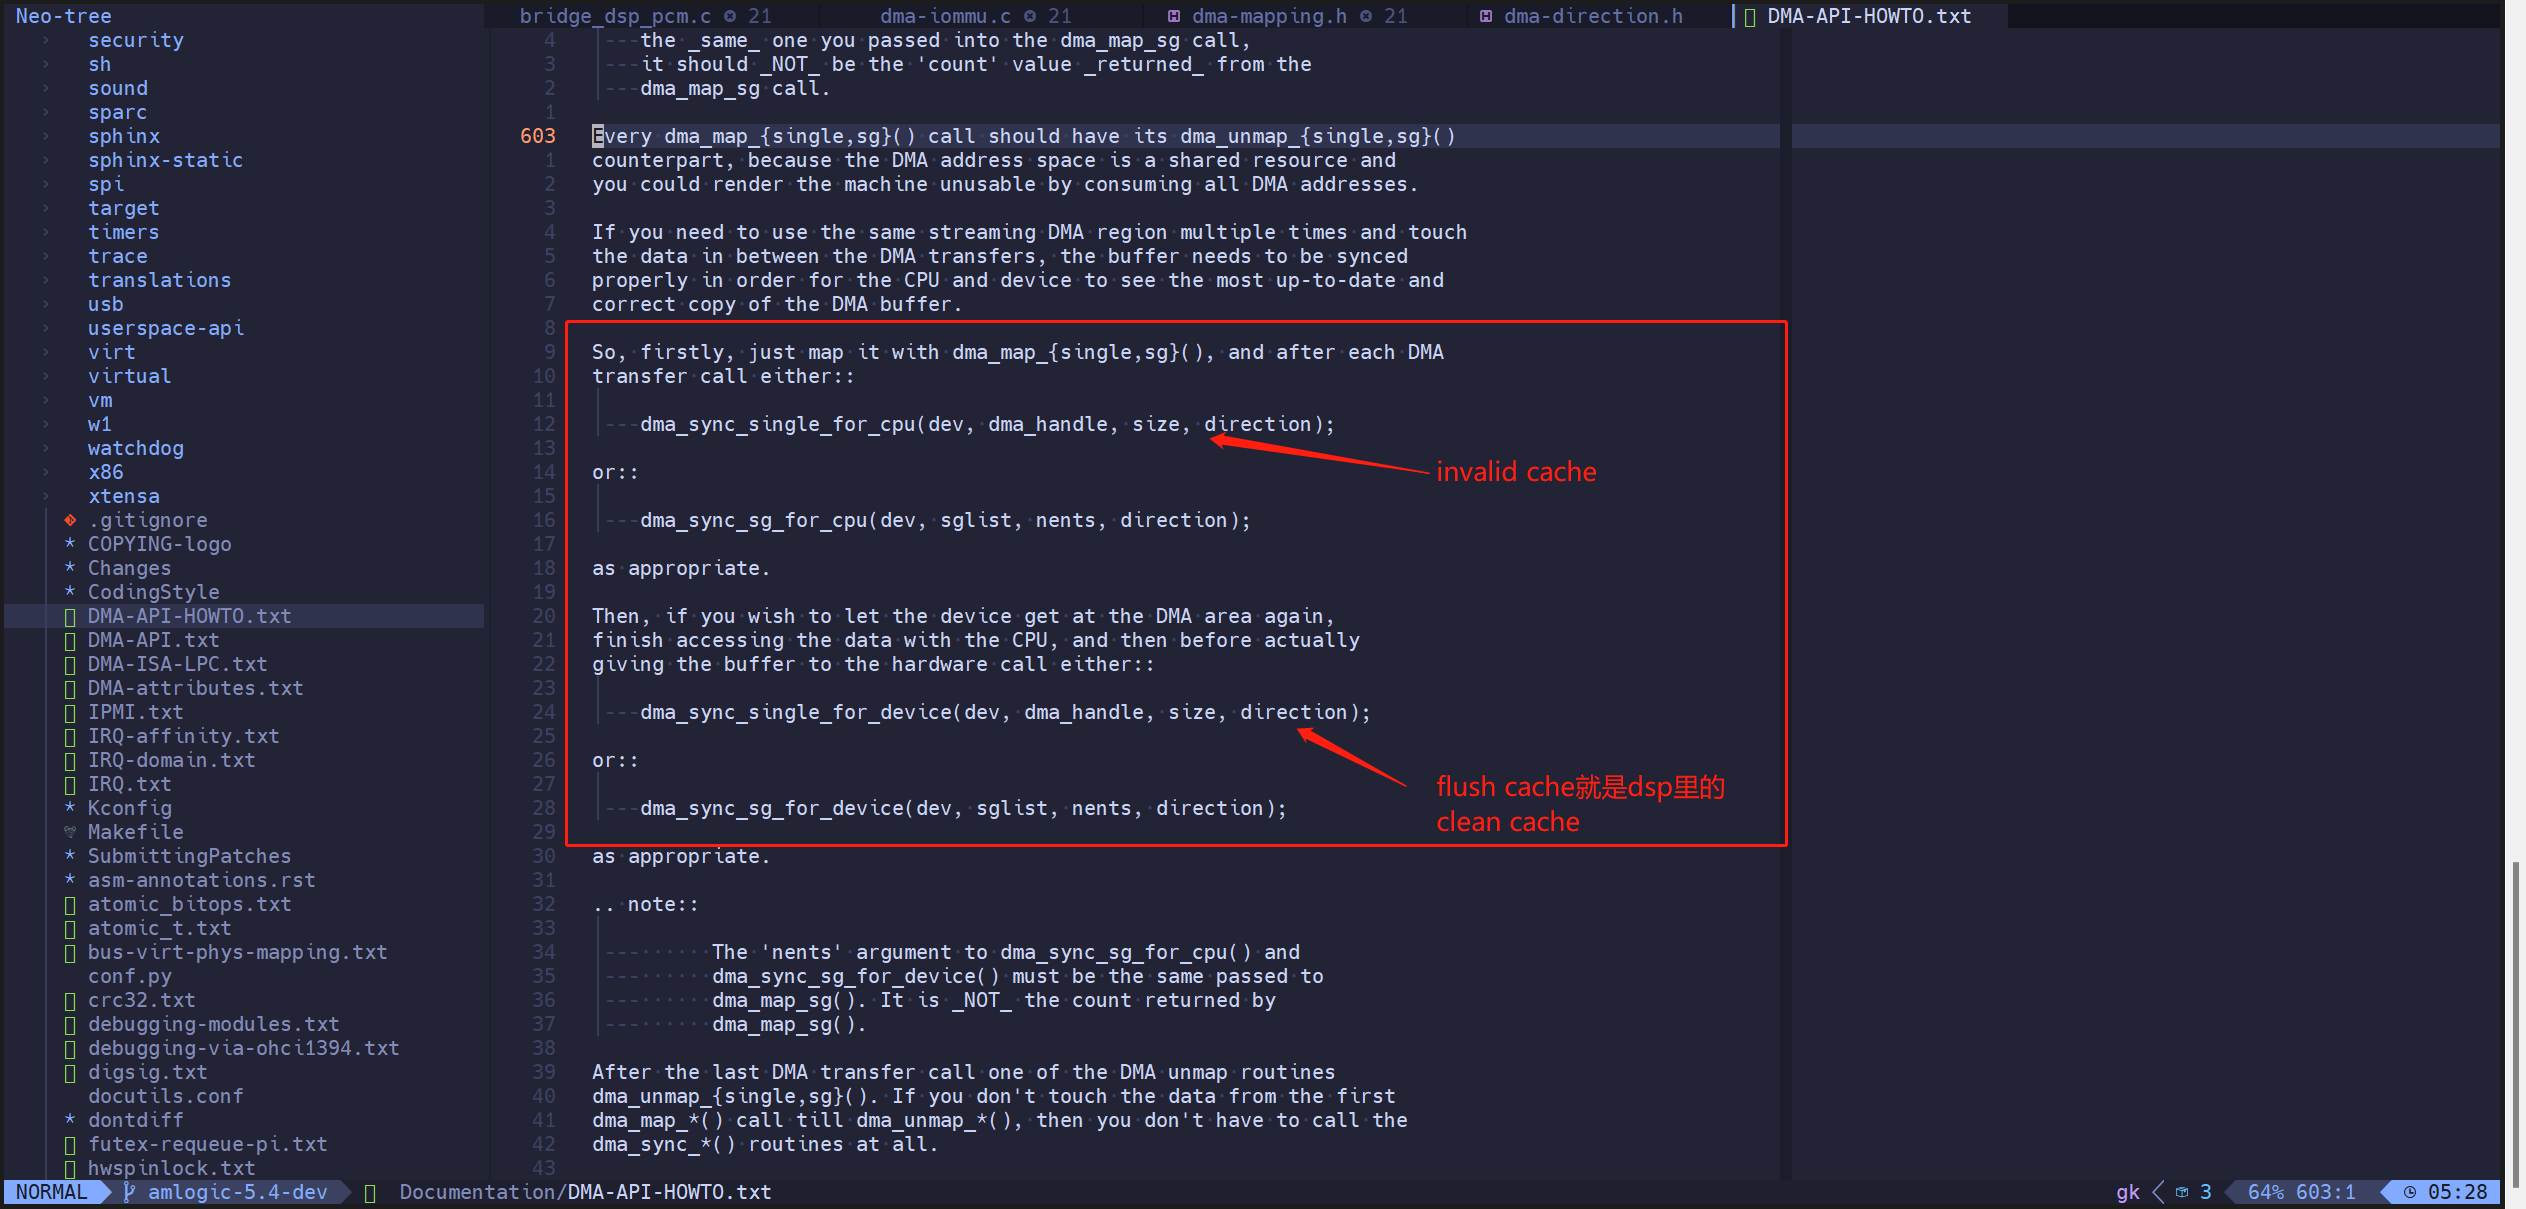 Neo-tree
bridge_dsp_pcm.c 21
dma-iommu.c 21
dma-mapping.h 21
dma-direction.h
DMA-API-HOWTO.txt
security
sh
sound
sparc
sphinx
sphinx-static
spi
target
timers
trace
translations
usb
userspace-api
virt
virtual
vm
w1
watchdog
x86
xtensa
.gitignore
COPYING-logo
Changes
CodingStyle
DMA-API-HOWTO.txt
DMA-API.txt
DMA-ISA-LPC.txt
DMA-attributes.txt
IPMI.txt
IRQ-affinity.txt
IRQ-domain.txt
IRQ.txt
Kconfig
Makefile
SubmittingPatches
asm-annotations.rst
atomic_bitops.txt
atomic_t.txt
bus-virt-phys-mapping.txt
conf.py
crc32.txt
debugging-modules.txt
debugging-via-ohci1394.txt
digsig.txt
docutils.conf
dontdiff
futex-requeue-pi.txt
hwspinlock.txt
4 the _same_ one you passed into the dma_map_sg call,
3 it should _NOT_ be the 'count' value _returned_ from the
2 dma_map_sg call.
1
603 Every dma_map_{single,sg}() call should have its dma_unmap_{single,sg}()
1 counterpart, because the DMA address space is a shared resource and
2 you could render the machine unusable by consuming all DMA addresses.
3
4 If you need to use the same streaming DMA region multiple times and touch
5 the data in between the DMA transfers, the buffer needs to be synced
6 properly in order for the CPU and device to see the most up-to-date and
7 correct copy of the DMA buffer.
8
9 So, firstly, just map it with dma_map_{single,sg}(), and after each DMA
10 transfer call either::
11
12 dma_sync_single_for_cpu(dev, dma_handle, size, direction);
13
invalid cache
14 or::
15
16 dma_sync_sg_for_cpu(dev, sglist, nents, direction);
17
18 as appropriate.
19
20 Then, if you wish to let the device get at the DMA area again,
21 finish accessing the data with the CPU, and then before actually
22 giving the buffer to the hardware call either::
23
24 dma_sync_single_for_device(dev, dma_handle, size, direction);
25
26 or::
27
flush cache就是dsp里的
clean cache
28 dma_sync_sg_for_device(dev, sglist, nents, direction);
29
30 as appropriate.
31
32 .. note::
33
34 The 'nents' argument to dma_sync_sg_for_cpu() and
35 dma_sync_sg_for_device() must be the same passed to
36 dma_map_sg(). It is _NOT_ the count returned by
37 dma_map_sg().
38
39 After the last DMA transfer call one of the DMA unmap routines
40 dma_unmap_{single,sg}(). If you don't touch the data from the first
41 dma_map_*() call till dma_unmap_*(), then you don't have to call the
42 dma_sync_*() routines at all.
43
NORMAL amlogic-5.4-dev Documentation/DMA-API-HOWTO.txt gk 3 64% 603:1 05:28